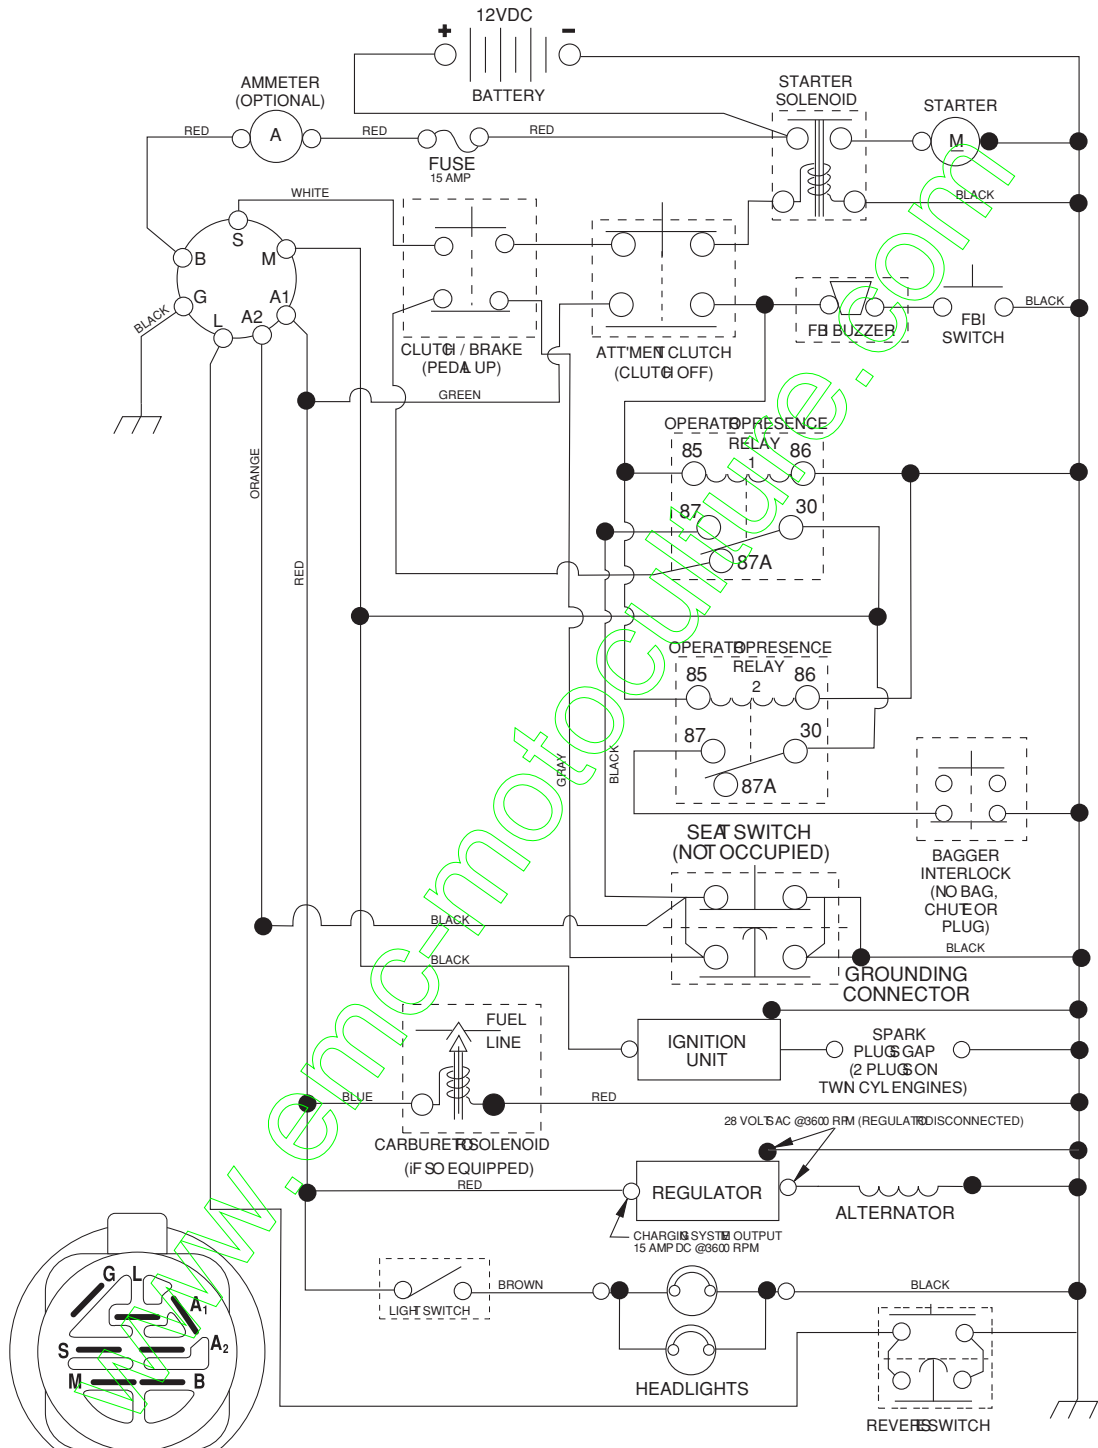 12VDC
+
−
BATTERY
AMMETER
(OPTIONAL)
A
RED
RED
RED
FUSE
15 AMP
STARTER
SOLENOID
STARTER
M
BLACK
WHITE
S
B
M
G
A1
L
A2
BLACK
CLUTCH / BRAKE
(PEDAL UP)
ATT'MENT CLUTCH
(CLUTCH OFF)
FBI BUZZER
FBI
SWITCH
BLACK
GREEN
ORANGE
RED
OPERATOR PRESENCE
RELAY
1
85
86
87
30
87A
OPERATOR PRESENCE
RELAY
2
85
86
87
30
87A
GRAY
BLACK
BAGGER
INTERLOCK
(NO BAG,
CHUTE OR
PLUG)
SEAT SWITCH
(NOT OCCUPIED)
BLACK
BLACK
BLACK
GROUNDING
CONNECTOR
IGNITION
UNIT
SPARK
PLUGS GAP
(2 PLUGS ON
TWIN CYL ENGINES)
FUEL
LINE
BLUE
RED
CARBURETOR SOLENOID
(iF SO EQUIPPED)
28 VOLTS AC @3600 RPM (REGULATOR DISCONNECTED)
RED
REGULATOR
ALTERNATOR
CHARGING SYSTEM OUTPUT
15 AMP DC @3600 RPM
LIGHT SWITCH
BROWN
BLACK
HEADLIGHTS
REVERSE SWITCH
G
L
A1
A2
S
M
B
www.emc-motoculture.com